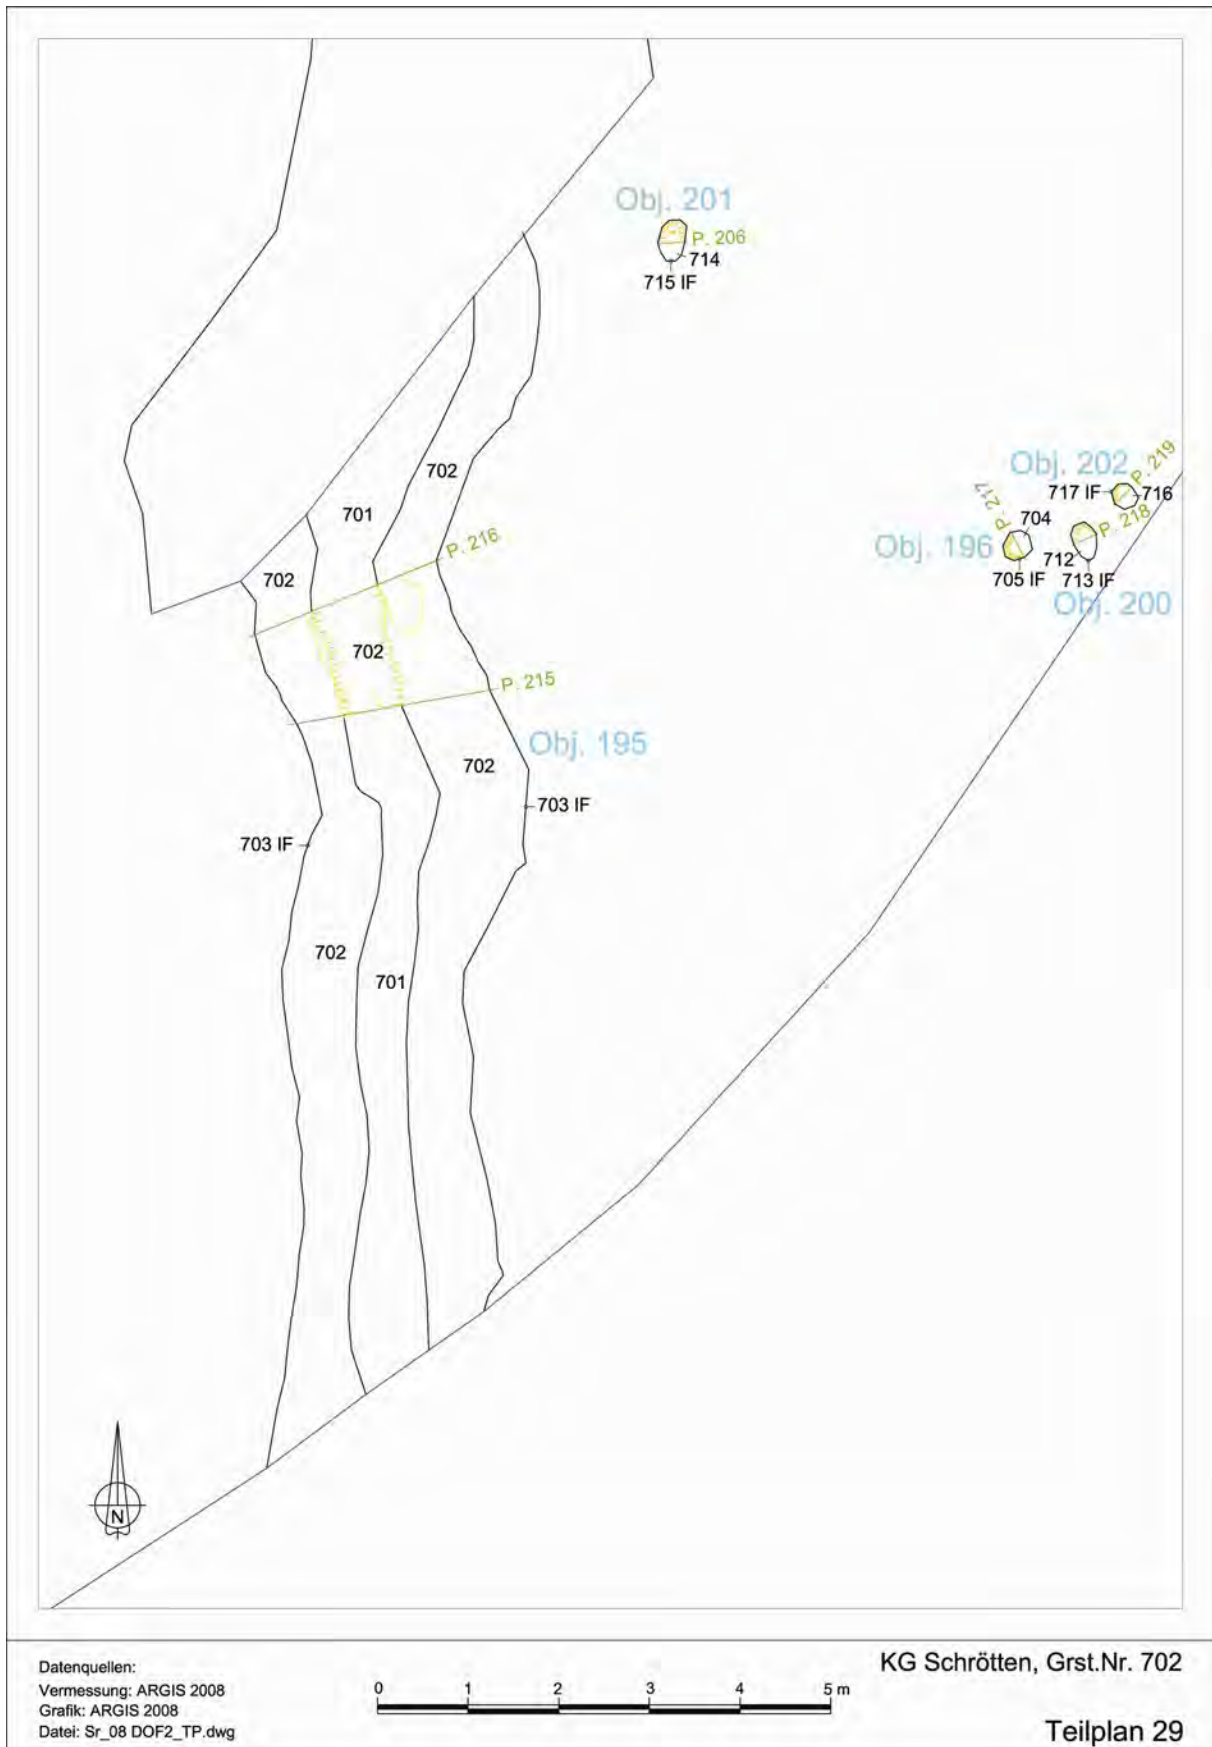 Obj. 201
P. 206
714
715 IF
702
701
Obj. 202
P. 219
717 IF
716
P. 217
704
P. 218
Obj. 196
712
705 IF
713 IF
Obj. 200
P. 216
702
702
P. 215
Obj. 195
702
703 IF
703 IF
702
701
N
Datenquellen:
Vermessung: ARGIS 2008
Grafik: ARGIS 2008
Datei: Sr_08 DOF2_TP.dwg
0 1 2 3 4 5 m
KG Schrötten, Grst.Nr. 702
Teilplan 29